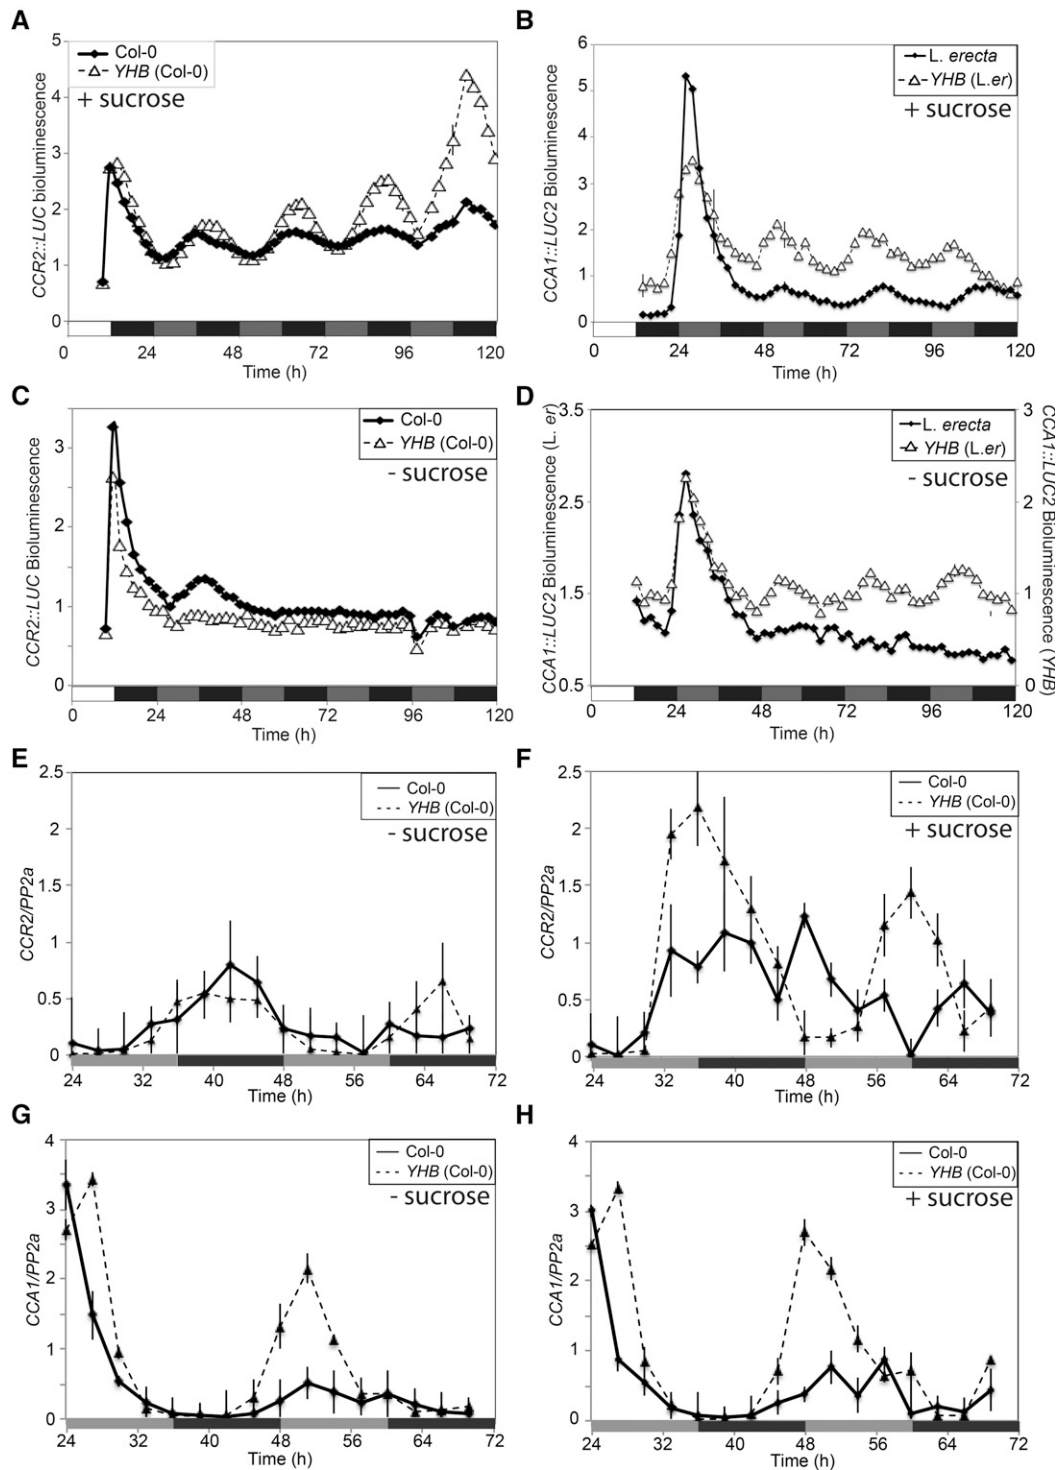 A
5
4
3
2
1
0
CCR2::LUC bioluminescence
Col-0
YHB (Col-0)
+ sucrose
0 24 48 72 96 120
Time (h)
B
6
5
4
3
2
1
0
CCA1::LUC2 Bioluminescence
L. erecta
YHB (L.er)
+ sucrose
0 24 48 72 96 120
Time (h)
C
3
2
1
0
CCR2::LUC Bioluminescence
Col-0
YHB (Col-0)
- sucrose
0 24 48 72 96 120
Time (h)
D
3.5
2.5
1.5
0.5
CCA1::LUC2 Bioluminescence (L. er)
L. erecta
YHB (L.er)
- sucrose
3
2
1
0
CCA1::LUC2 Bioluminescence (YHB)
0 24 48 72 96 120
Time (h)
E
2.5
2
1.5
1
0.5
0
CCR2/PP2a
Col-0
YHB (Col-0)
- sucrose
24 32 40 48 56 64 72
Time (h)
F
2.5
2
1.5
1
0.5
0
CCR2/PP2a
Col-0
YHB (Col-0)
+ sucrose
24 32 40 48 56 64 72
Time (h)
G
4
3
2
1
0
CCA1/PP2a
Col-0
YHB (Col-0)
- sucrose
24 32 40 48 56 64 72
Time (h)
H
4
3
2
1
0
CCA1/PP2a
Col-0
YHB (Col-0)
+ sucrose
24 32 40 48 56 64 72
Time (h)